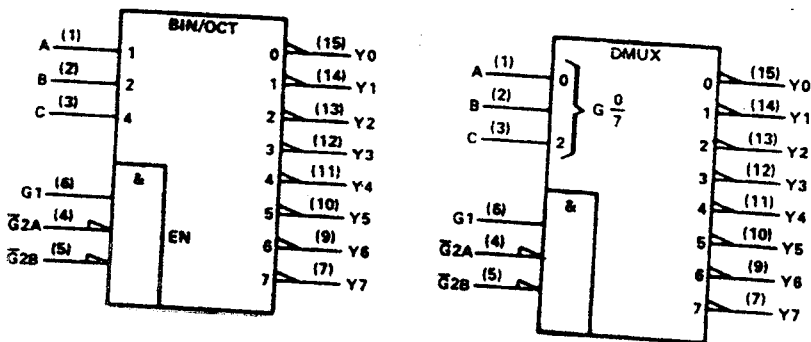 BIN/OCT
A (1) 1
B (2) 2
C (3) 4
&
G1 (6)
G̅2A (4)
G̅2B (5)
EN
0 (15) Y0
1 (14) Y1
2 (13) Y2
3 (12) Y3
4 (11) Y4
5 (10) Y5
6 (9) Y6
7 (7) Y7
DMUX
A (1) 0
B (2)
C (3) 2
G 0/7
&
G1 (6)
G̅2A (4)
G̅2B (5)
0 (15) Y0
1 (14) Y1
2 (13) Y2
3 (12) Y3
4 (11) Y4
5 (10) Y5
6 (9) Y6
7 (7) Y7